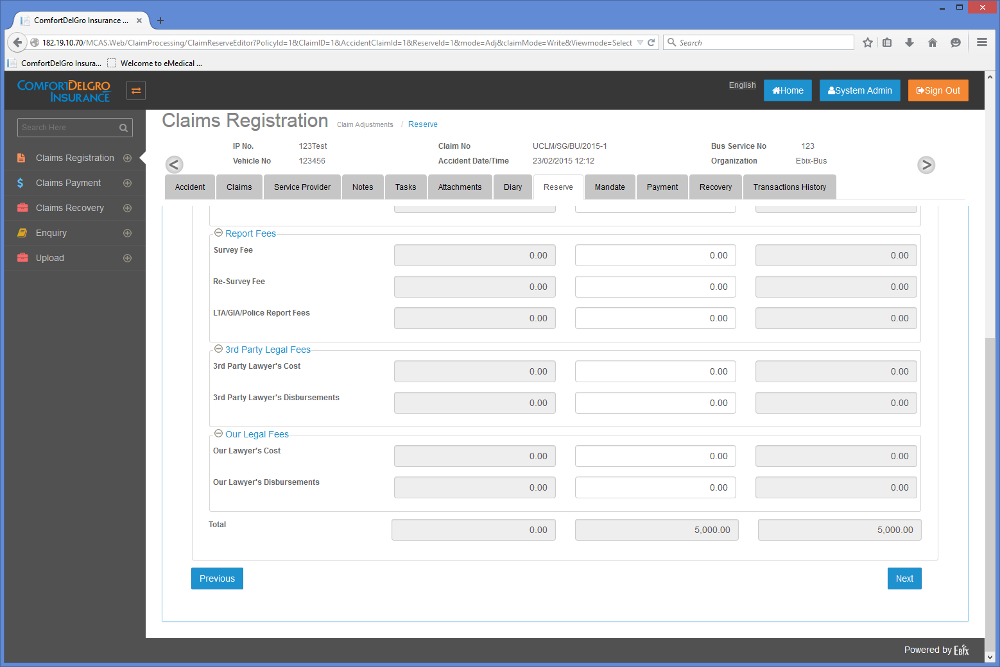 ComfortDelGro Insurance ...
182.19.10.70/MCAS.Web/ClaimProcessing/ClaimReserveEditor?PolicyId=1&ClaimID=1&AccidentClaimId=1&ReserveId=1&mode=Adj&claimMode=Write&Viewmode=Select
Search
ComfortDelGro Insura... Welcome to eMedical ...
COMFORTDELGRO
INSURANCE
English Home System Admin Sign Out
Search Here
Claims Registration
Claims Payment
Claims Recovery
Enquiry
Upload
Claims Registration Claim Adjustments / Reserve
IP No. 123Test Claim No UCLM/SG/BU/2015-1 Bus Service No 123
Vehicle No 123456 Accident Date/Time 23/02/2015 12:12 Organization Ebix-Bus
< >
Accident Claims Service Provider Notes Tasks Attachments Diary Reserve Mandate Payment Recovery Transactions History
Report Fees
Survey Fee 0.00 0.00 0.00
Re-Survey Fee 0.00 0.00 0.00
LTA/GIA/Police Report Fees 0.00 0.00 0.00
3rd Party Legal Fees
3rd Party Lawyer's Cost 0.00 0.00 0.00
3rd Party Lawyer's Disbursements 0.00 0.00 0.00
Our Legal Fees
Our Lawyer's Cost 0.00 0.00 0.00
Our Lawyer's Disbursements 0.00 0.00 0.00
Total 0.00 5,000.00 5,000.00
Previous Next
Powered by Ebix